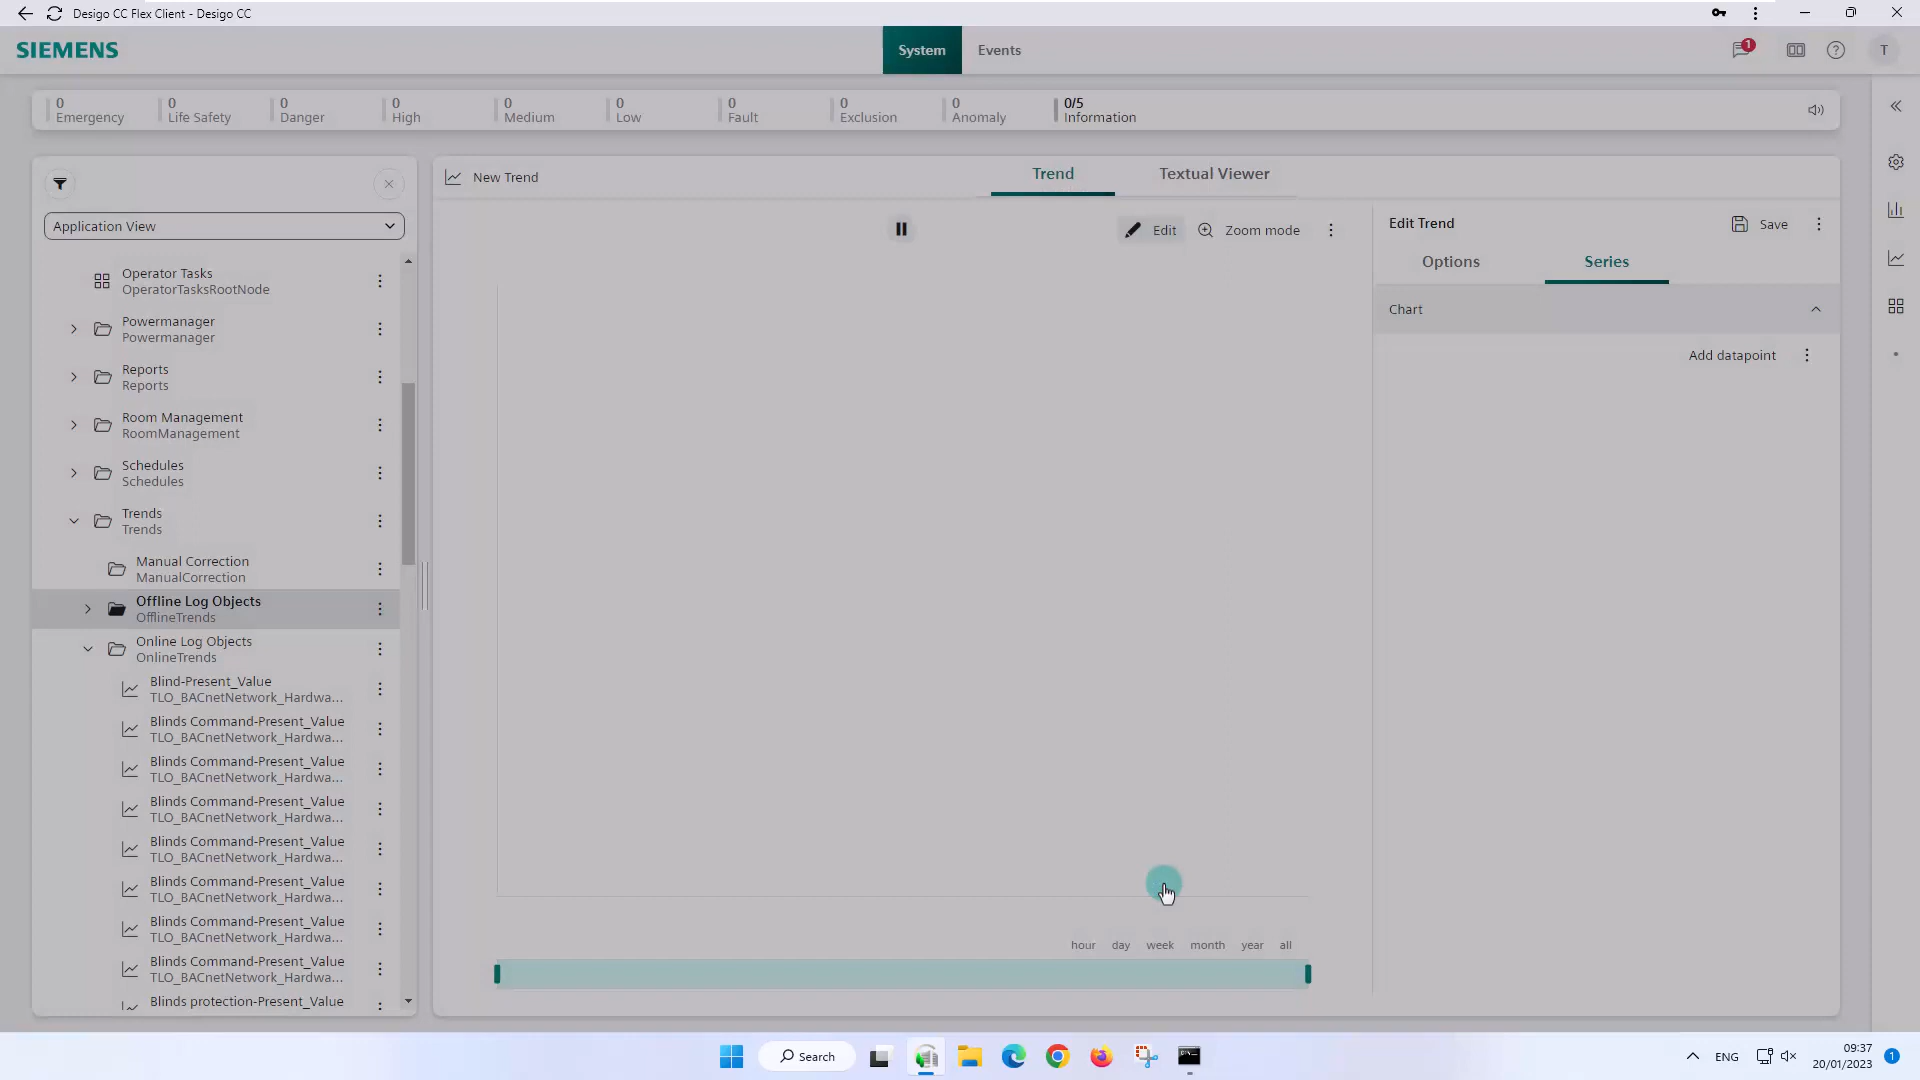 Desigo CC Flex Client - Desigo CC
SIEMENS
System
Events
1
T
0
Emergency
0
Life Safety
0
Danger
0
High
0
Medium
0
Low
0
Fault
0
Exclusion
0
Anomaly
0/5
Information
Application View
Operator Tasks
OperatorTasksRootNode
Powermanager
Powermanager
Reports
Reports
Room Management
RoomManagement
Schedules
Schedules
Trends
Trends
Manual Correction
ManualCorrection
Offline Log Objects
OfflineTrends
Online Log Objects
OnlineTrends
Blind-Present_Value
TLO_BACnetNetwork_Hardwa...
Blinds Command-Present_Value
TLO_BACnetNetwork_Hardwa...
Blinds Command-Present_Value
TLO_BACnetNetwork_Hardwa...
Blinds Command-Present_Value
TLO_BACnetNetwork_Hardwa...
Blinds Command-Present_Value
TLO_BACnetNetwork_Hardwa...
Blinds Command-Present_Value
TLO_BACnetNetwork_Hardwa...
Blinds Command-Present_Value
TLO_BACnetNetwork_Hardwa...
Blinds Command-Present_Value
TLO_BACnetNetwork_Hardwa...
Blinds protection-Present_Value
New Trend
Trend
Textual Viewer
Edit
Zoom mode
hour day week month year all
Edit Trend
Save
Options
Series
Chart
Add datapoint
Search
ENG
09:37
20/01/2023
1